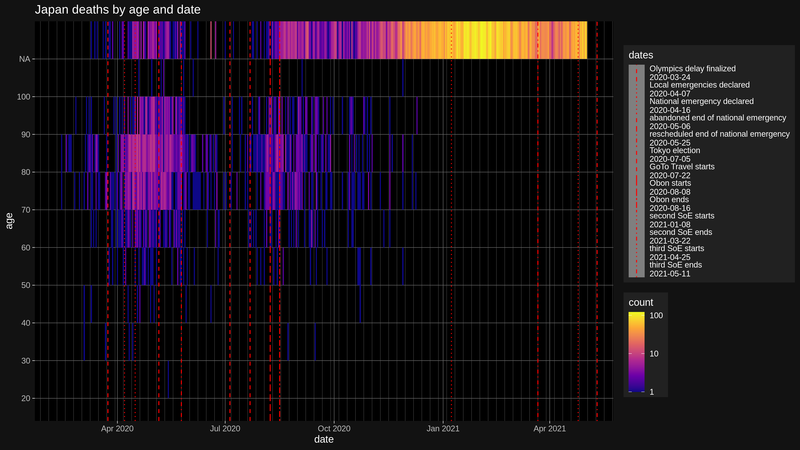 Japan deaths by age and date
NA
100
90
80
70
60
50
40
30
20
age
Apr 2020
Jul 2020
Oct 2020
Jan 2021
Apr 2021
date
dates
Olympics delay finalized
2020-03-24
Local emergencies declared
2020-04-07
National emergency declared
2020-04-16
abandoned end of national emergency
2020-05-06
rescheduled end of national emergency
2020-05-25
Tokyo election
2020-07-05
GoTo Travel starts
2020-07-22
Obon starts
2020-08-08
Obon ends
2020-08-16
second SoE starts
2021-01-08
second SoE ends
2021-03-22
third SoE starts
2021-04-25
third SoE ends
2021-05-11
count
100
10
1